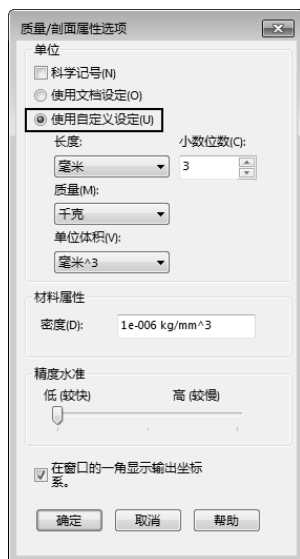 质量/剖面属性选项
单位
科学记号(N)
使用文档设定(O)
使用自定义设定(U)
长度: 小数位数(C):
毫米 3
质量(M):
千克
单位体积(V):
毫米^3
材料属性
密度(D): 1e-006 kg/mm^3
精度水准
低 (较快) 高 (较慢)
在窗口的一角显示输出坐标
系。
确定 取消 帮助